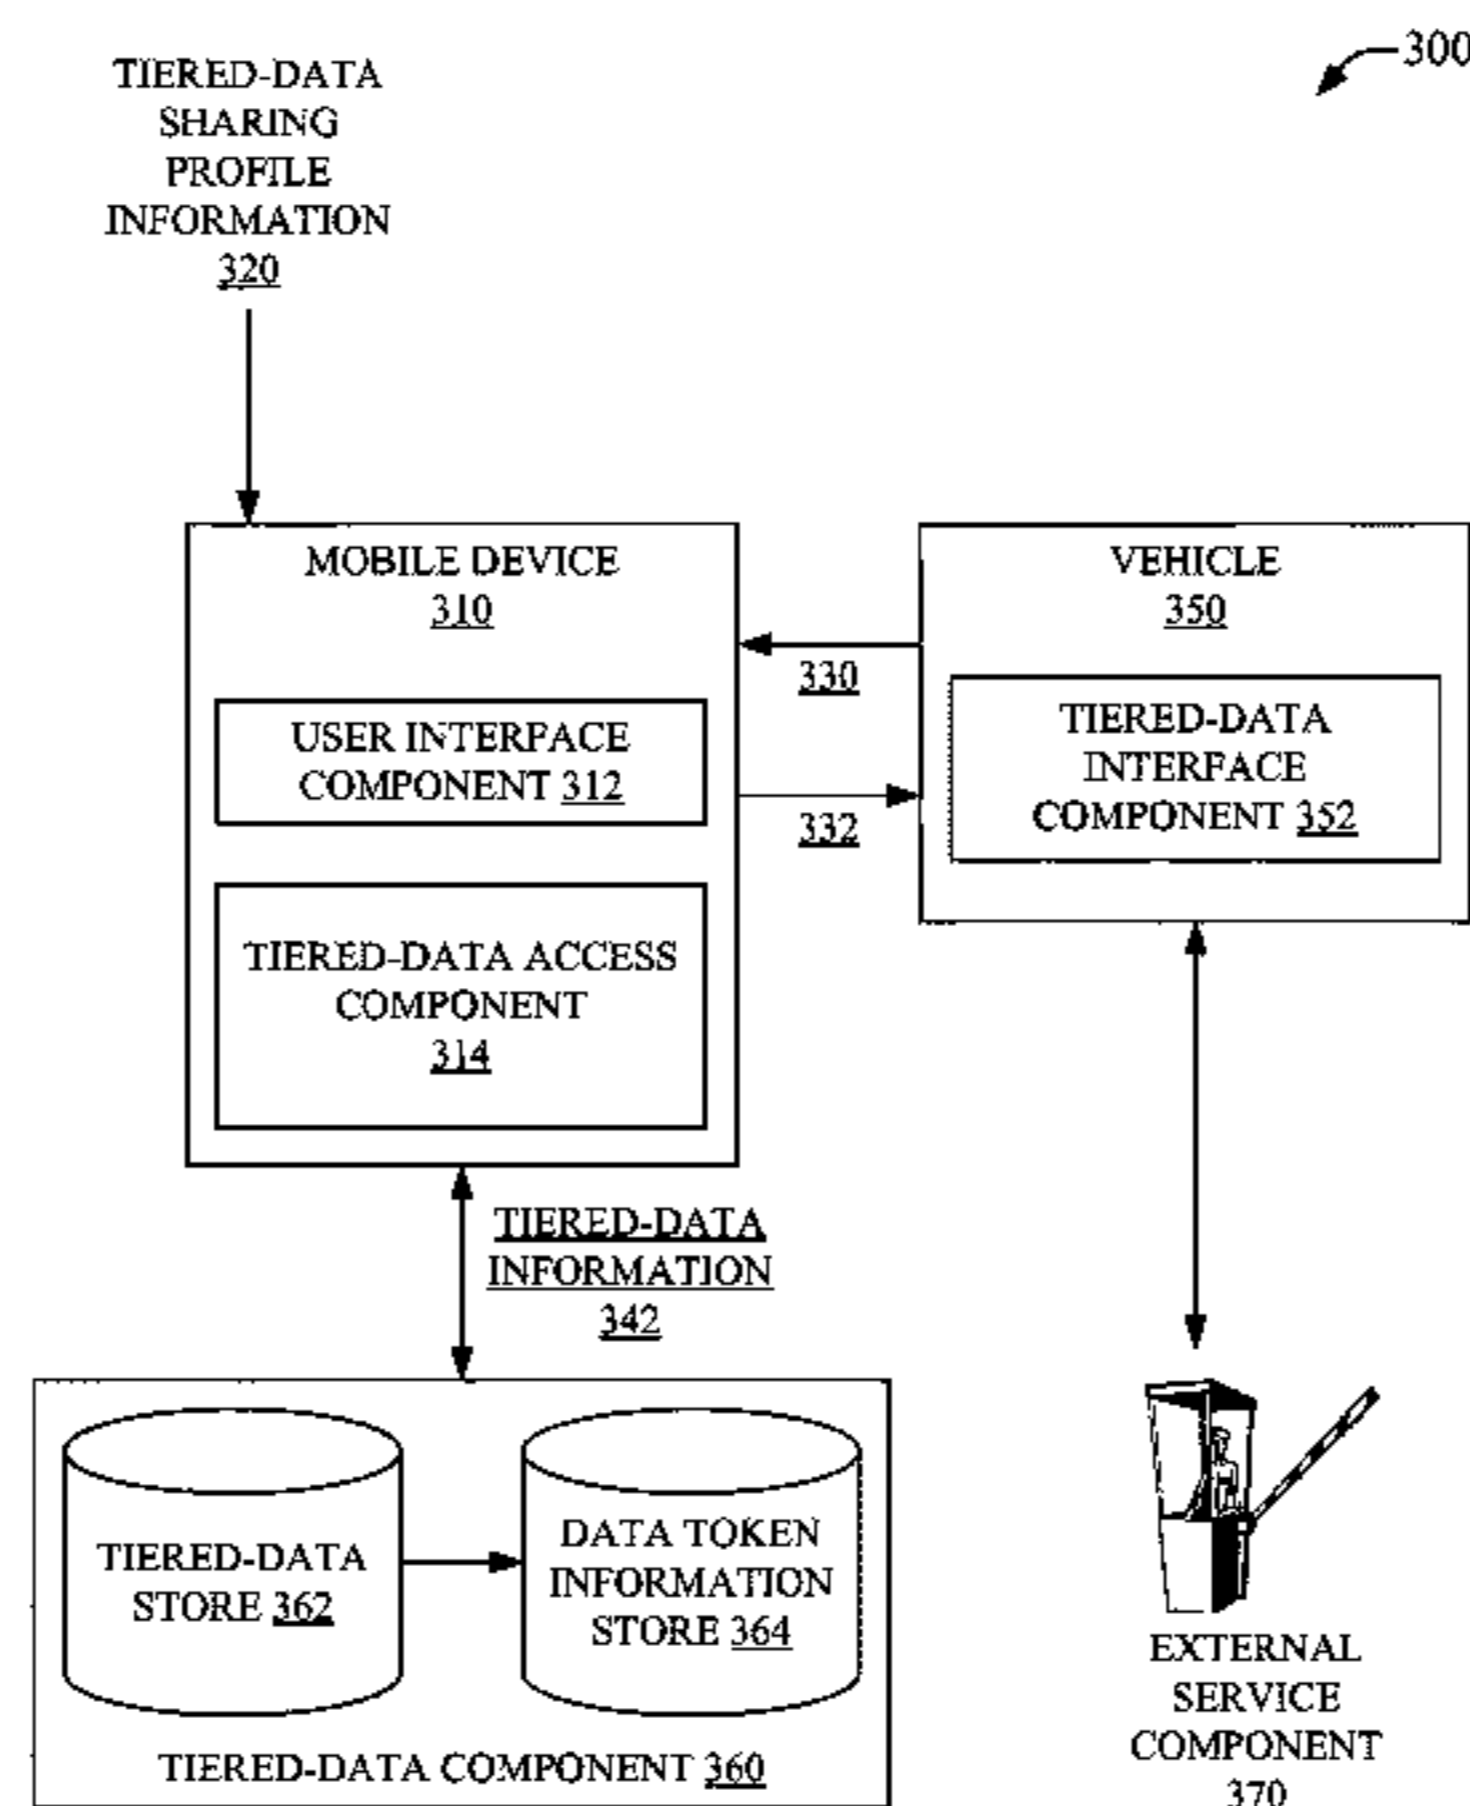 300
TIERED-DATA
SHARING
PROFILE
INFORMATION
320
MOBILE DEVICE
310
USER INTERFACE
COMPONENT 312
TIERED-DATA ACCESS
COMPONENT
314
330
332
VEHICLE
350
TIERED-DATA
INTERFACE
COMPONENT 352
TIERED-DATA
INFORMATION
342
TIERED-DATA
STORE 362
DATA TOKEN
INFORMATION
STORE 364
TIERED-DATA COMPONENT 360
EXTERNAL
SERVICE
COMPONENT
370